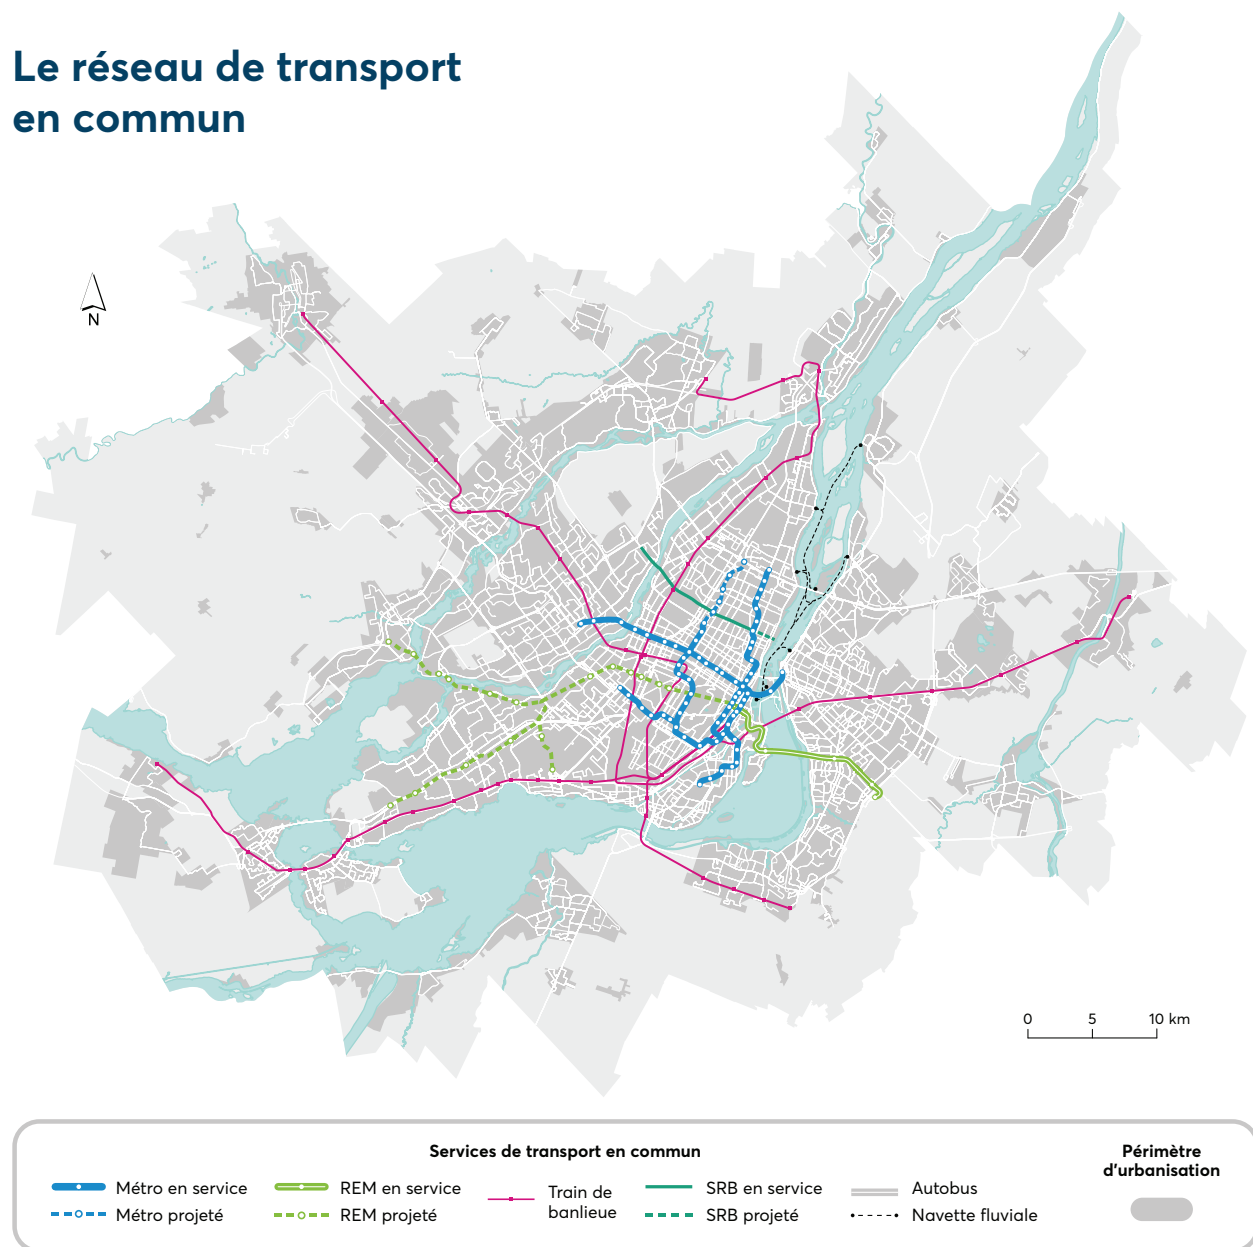 Le réseau de transport
en commun
N
0 5 10 km
Services de transport en commun
Périmètre
d'urbanisation
Métro en service
REM en service
Train de
banlieue
SRB en service
Autobus
Métro projeté
REM projeté
SRB projeté
Navette fluviale